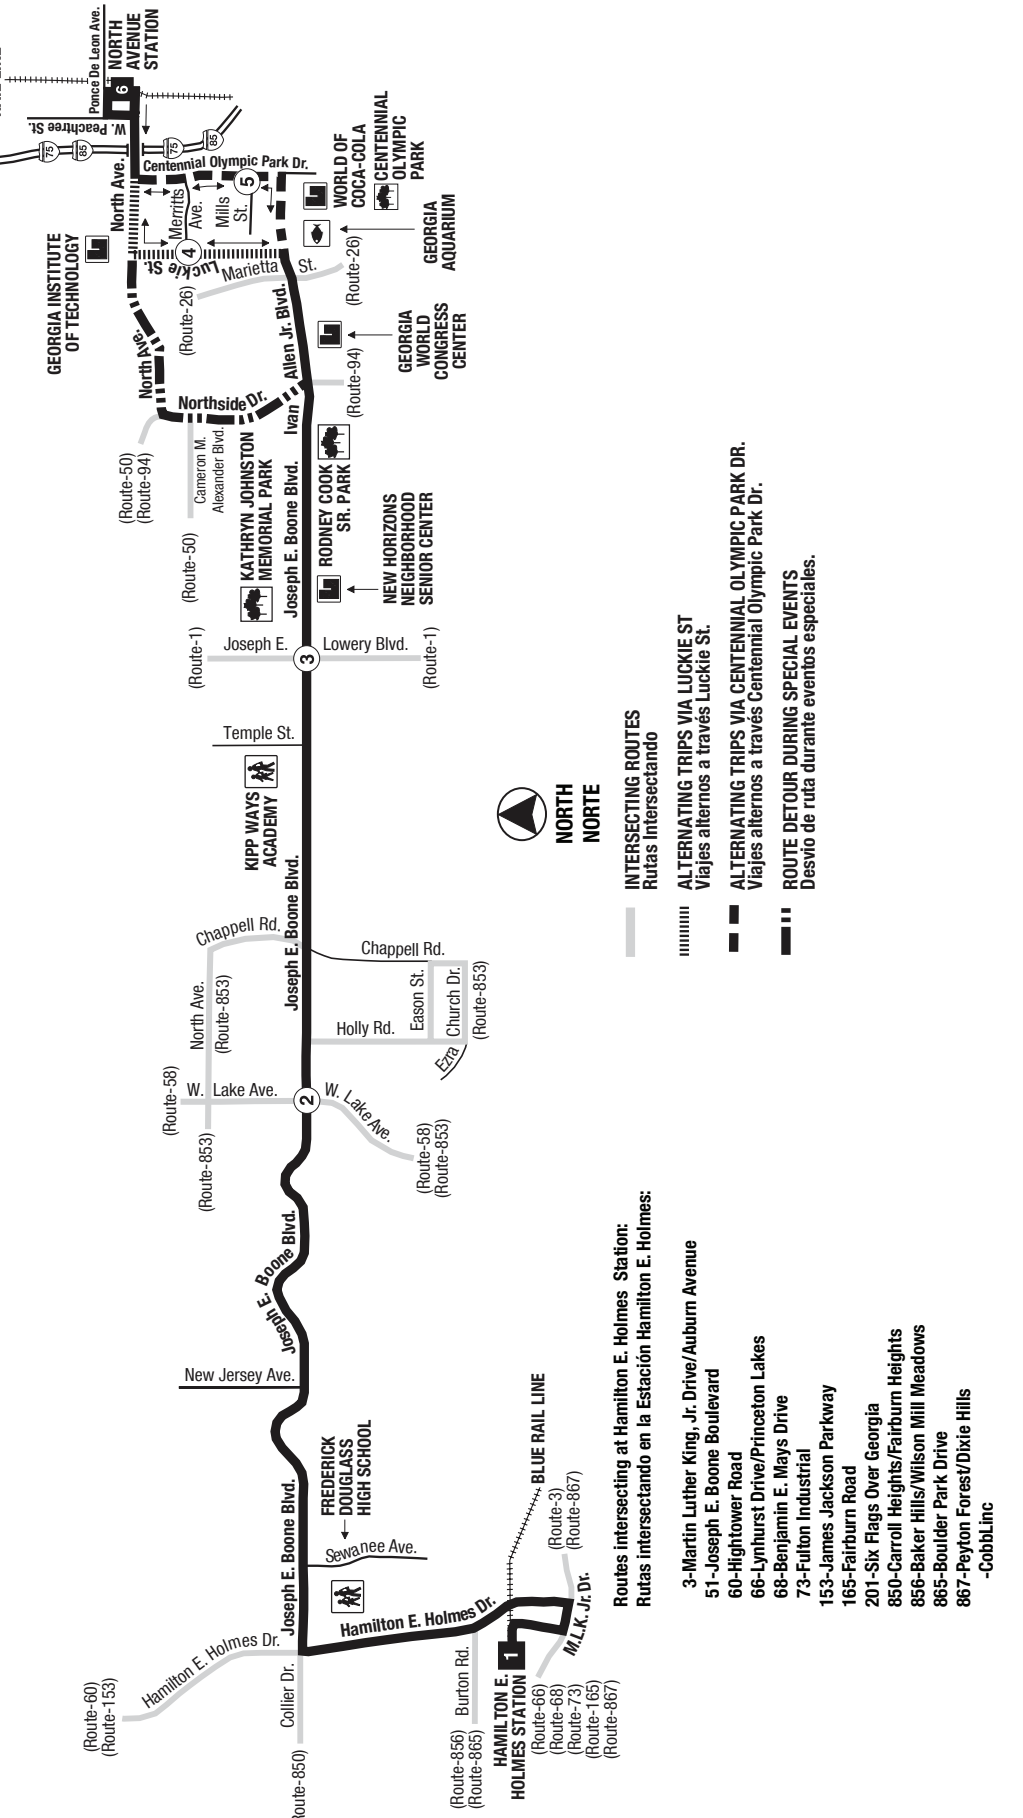 Ponce De Leon Ave.
NORTH
AVENUE
STATION
6
W. Peachtree St.
75
85
75
85
North Ave.
Centennial Olympic Park Dr.
5
Merritts
Ave.
Mills
St.
4
Luckie St.
WORLD OF
COCA-COLA
CENTENNIAL
OLYMPIC
PARK
GEORGIA
AQUARIUM
GEORGIA INSTITUTE
OF TECHNOLOGY
Marietta St.
(Route-26)
(Route-26)
North Ave.
Northside Dr.
Ivan Allen Jr. Blvd.
GEORGIA
WORLD
CONGRESS
CENTER
(Route-94)
(Route-50)
(Route-94)
Cameron M.
Alexander Blvd.
(Route-50)
KATHRYN JOHNSTON
MEMORIAL PARK
Joseph E. Boone Blvd.
RODNEY COOK
SR. PARK
NEW HORIZONS
NEIGHBORHOOD
SENIOR CENTER
(Route-1)
Joseph E.
3
Lowery Blvd.
(Route-1)
Temple St.
KIPP WAYS
ACADEMY
Joseph E. Boone Blvd.
Chappell Rd.
Chappell Rd.
North Ave.
(Route-853)
Eason St.
Church Dr.
(Route-853)
Holly Rd.
Ezra
(Route-58)
W. Lake Ave.
2
W. Lake Ave.
(Route-853)
(Route-58)
(Route-853)
Joseph E. Boone Blvd.
New Jersey Ave.
FREDERICK
DOUGLASS
HIGH SCHOOL
Joseph E. Boone Blvd.
Sewanee Ave.
BLUE RAIL LINE
(Route-3)
(Route-867)
Hamilton E. Holmes Dr.
M.L.K. Jr. Dr.
Hamilton E. Holmes Dr.
(Route-60)
(Route-153)
Collier Dr.
Route-850)
Burton Rd.
(Route-856)
(Route-865)
1
HAMILTON E.
HOLMES STATION
(Route-66)
(Route-68)
(Route-73)
(Route-165)
(Route-867)
NORTH
NORTE
INTERSECTING ROUTES
Rutas Intersectando
ALTERNATING TRIPS VIA LUCKIE ST
Viajes alternos a través Luckie St.
ALTERNATING TRIPS VIA CENTENNIAL OLYMPIC PARK DR.
Viajes alternos a través Centennial Olympic Park Dr.
ROUTE DETOUR DURING SPECIAL EVENTS
Desvio de ruta durante eventos especiales.
Routes intersecting at Hamilton E. Holmes Station:
Rutas intersectando en la Estación Hamilton E. Holmes:
3-Martin Luther King, Jr. Drive/Auburn Avenue
51-Joseph E. Boone Boulevard
60-Hightower Road
66-Lynhurst Drive/Princeton Lakes
68-Benjamin E. Mays Drive
73-Fulton Industrial
153-James Jackson Parkway
165-Fairburn Road
201-Six Flags Over Georgia
850-Carroll Heights/Fairburn Heights
856-Baker Hills/Wilson Mill Meadows
865-Boulder Park Drive
867-Peyton Forest/Dixie Hills
-CobbLinc